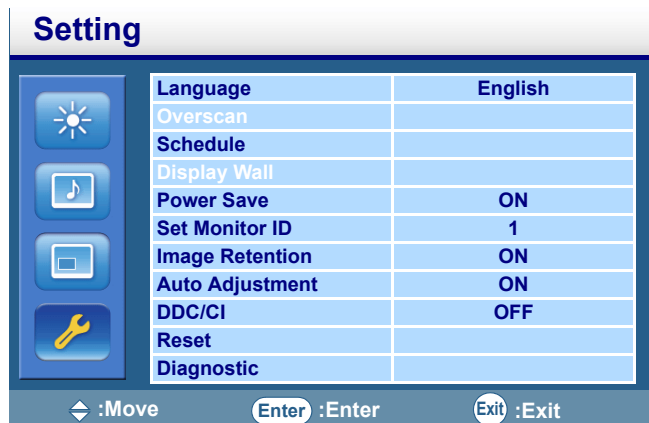 Setting
Language English
Overscan
Schedule
Display Wall
Power Save ON
Set Monitor ID 1
Image Retention ON
Auto Adjustment ON
DDC/CI OFF
Reset
Diagnostic
:Move Enter :Enter Exit :Exit